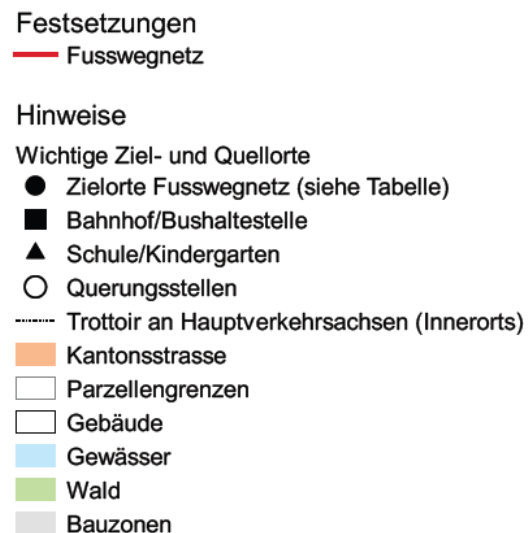 Festsetzungen
Fusswegnetz
Hinweise
Wichtige Ziel- und Quellorte
Zielorte Fusswegnetz (siehe Tabelle)
Bahnhof/Bushaltestelle
Schule/Kindergarten
Querungsstellen
Trottoir an Hauptverkehrsachsen (Innerorts)
Kantonsstrasse
Parzellengrenzen
Gebäude
Gewässer
Wald
Bauzonen